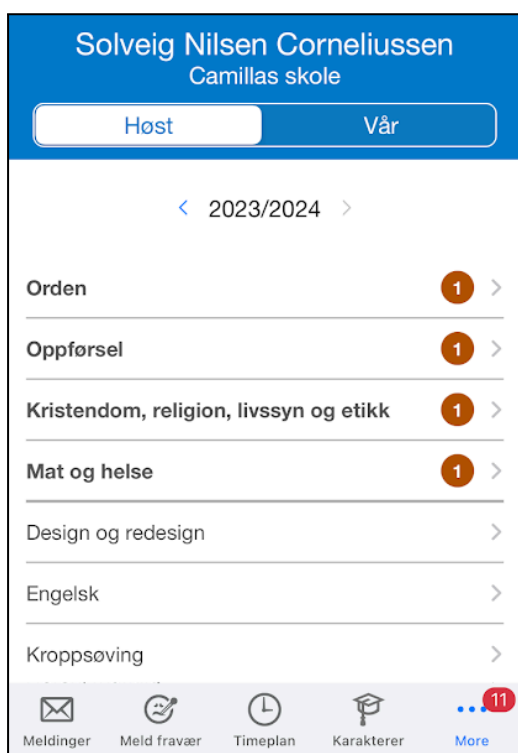 Solveig Nilsen Corneliussen
Camillas skole
Høst Vår
< 2023/2024 >
Orden 1
Oppførsel 1
Kristendom, religion, livssyn og etikk 1
Mat og helse 1
Design og redesign
Engelsk
Kroppsøving
11
Meldinger Meld fravær Timeplan Karakterer More